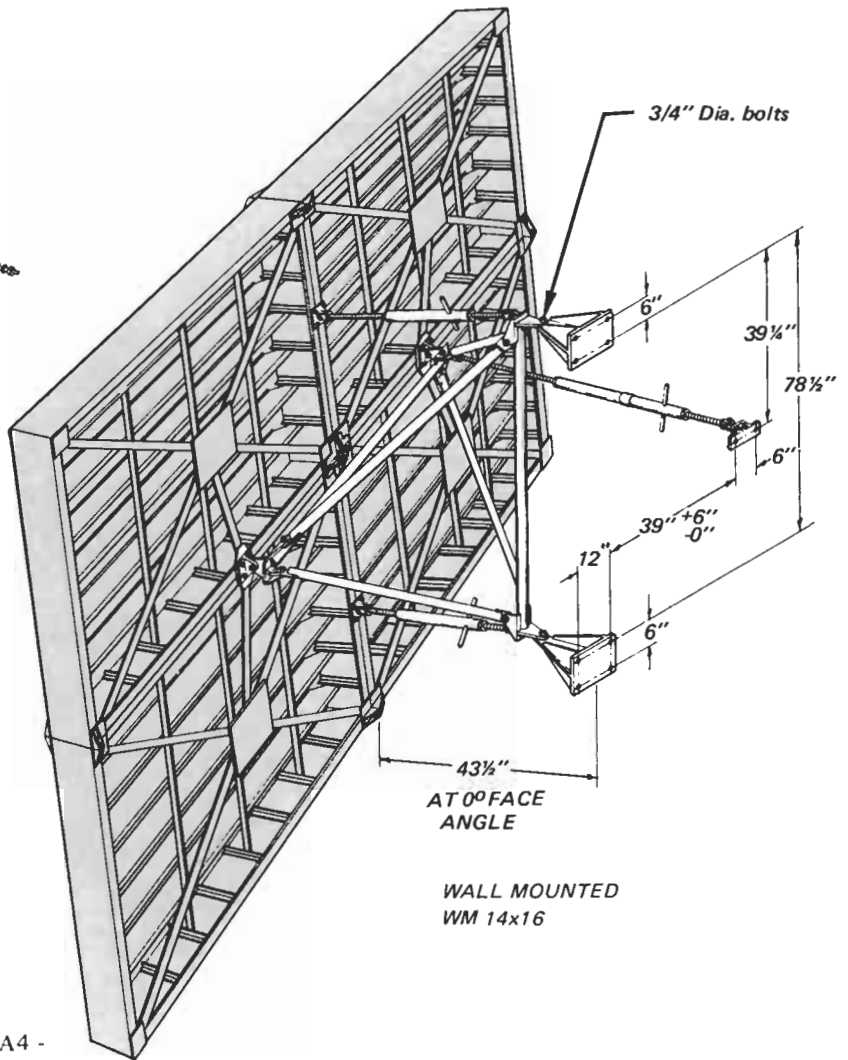 3/4" Dia. bolts
6"
39¼"
78½"
6"
39" +6"
-0"
12"
6"
43½"
AT 0° FACE
ANGLE
WALL MOUNTED
WM 14x16
A4 -